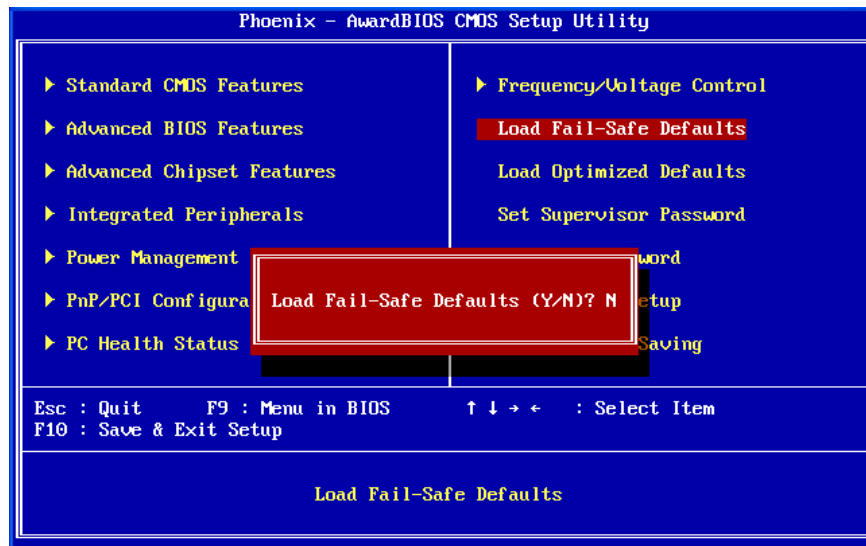 Phoenix - AwardBIOS CMOS Setup Utility
Standard CMOS Features
Advanced BIOS Features
Advanced Chipset Features
Integrated Peripherals
Power Management
PnP/PCI Configura
PC Health Status
Frequency/Voltage Control
Load Fail-Safe Defaults
Load Optimized Defaults
Set Supervisor Password
word
etup
Saving
Load Fail-Safe Defaults (Y/N)? N
Esc : Quit F9 : Menu in BIOS ↑ ↓ → ← : Select Item
F10 : Save & Exit Setup
Load Fail-Safe Defaults